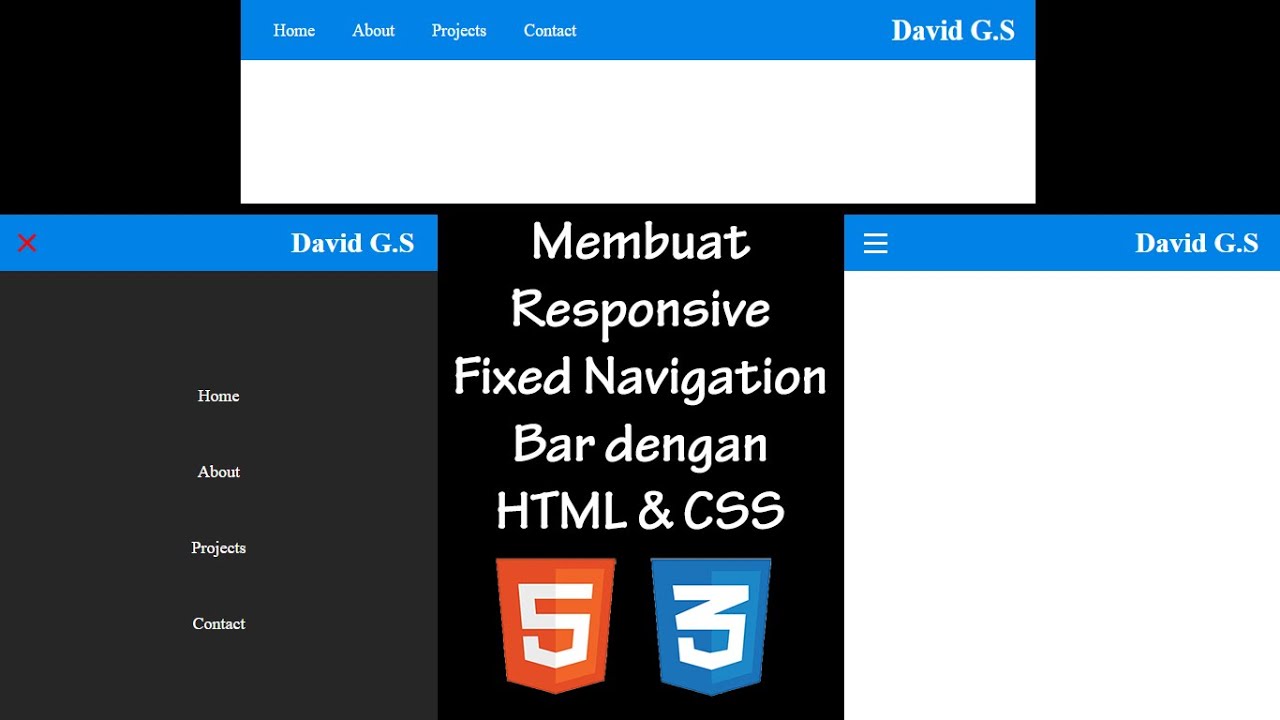 Home About Projects Contact David G.S
David G.S
Home
About
Projects
Contact
Membuat
Responsive
Fixed Navigation
Bar dengan
HTML & CSS
5 3
David G.S